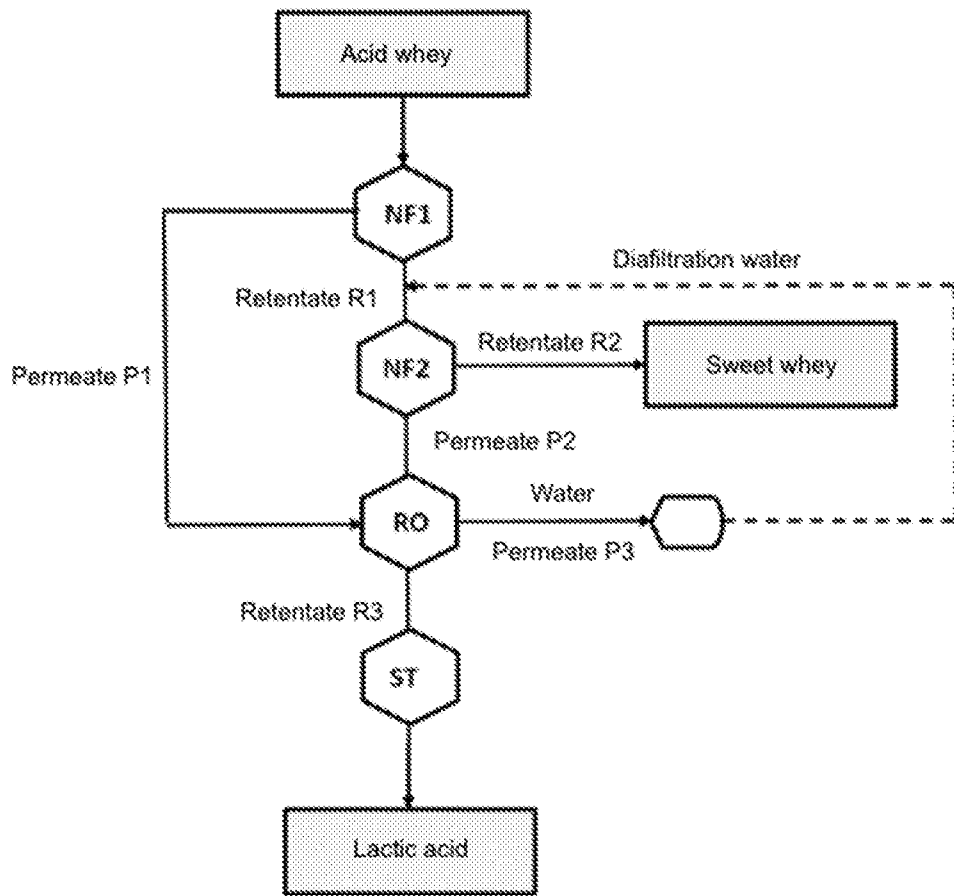 Acid whey
NF1
Diafiltration water
Retentate R1
Retentate R2
Permeate P1
NF2
Sweet whey
Permeate P2
Water
RO
Permeate P3
Retentate R3
ST
Lactic acid